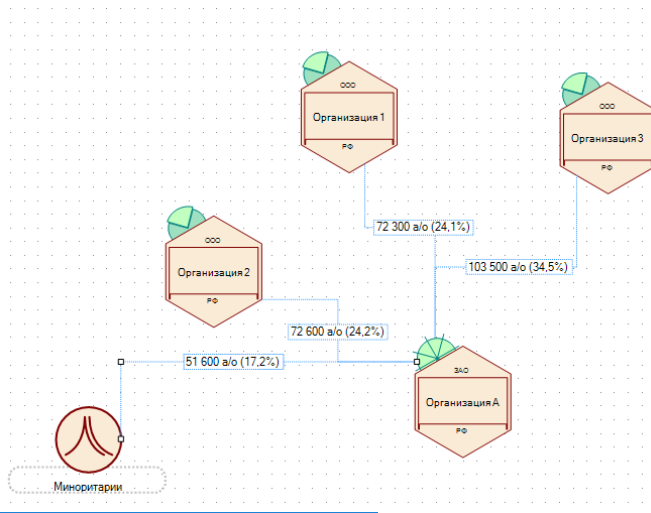 ООО
Организация 1
РФ
ООО
Организация 3
РФ
72 300 а/о (24,1%)
ООО
Организация 2
РФ
103 500 а/о (34,5%)
72 600 а/о (24,2%)
51 600 а/о (17,2%)
ЗАО
Организация А
РФ
Миноритарии